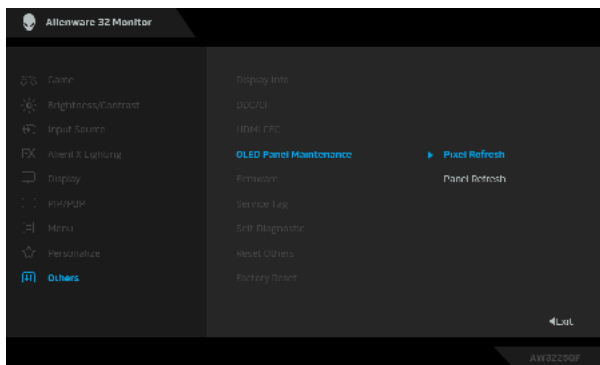 Alienware 32 Monitor
Game
Brightness/Contrast
Input Source
AlienFX Lighting
Display
PIP/PBP
Menu
Personalize
Others
Display Info
DDC/CI
HDMI CEC
OLED Panel Maintenance
Firmware
Service Tag
Self-Diagnostic
Reset Others
Factory Reset
Pixel Refresh
Panel Refresh
Exit
AW3225QF